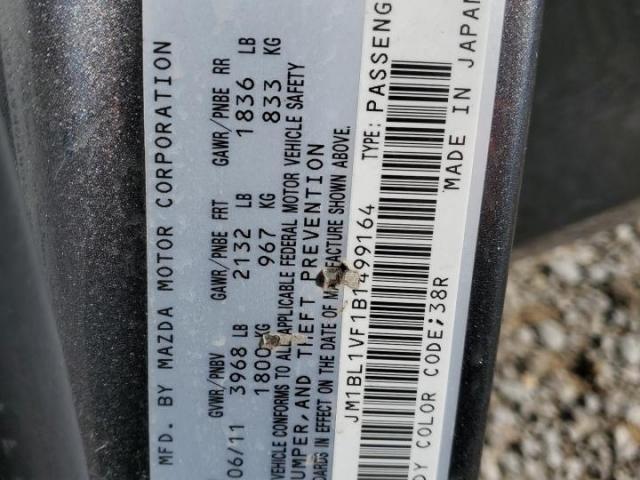 MFD. BY MAZDA MOTOR CORPORATION
GVWR/PNBV GAWR/PNBE FRT GAWR/PNBE RR
06/11 3968 LB 2132 LB 1836 LB
1800 KG 967 KG 833 KG
VEHICLE CONFORMS TO ALL APPLICABLE FEDERAL MOTOR VEHICLE SAFETY
UMPER, AND THEFT PREVENTION
ARDS IN EFFECT ON THE DATE OF MANUFACTURE SHOWN ABOVE.
JM1BL1VF1B1499164 TYPE: PASSENG
DY COLOR CODE;38R MADE IN JAPAN